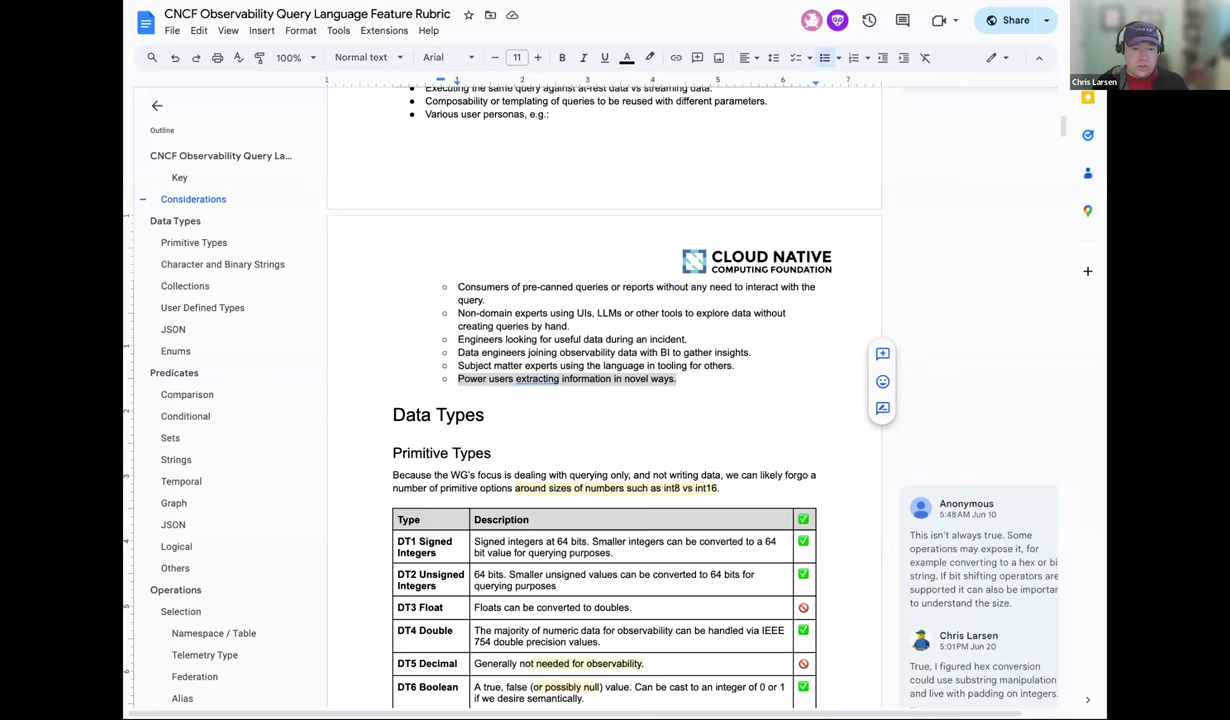 CNCF Observability Query Language Feature Rubric
File Edit View Insert Format Tools Extensions Help
Share
100% Normal text Arial 11 B I U A
Chris Larsen
1 1 2 3 4 5 6 7
Outline
CNCF Observability Query La...
Key
Considerations
Data Types
Primitive Types
Character and Binary Strings
Collections
User Defined Types
JSON
Enums
Predicates
Comparison
Conditional
Sets
Strings
Temporal
Graph
JSON
Logical
Others
Operations
Selection
Namespace / Table
Telemetry Type
Federation
Alias
Executing the same query against at-rest data vs streaming data.
Composability or templating of queries to be reused with different parameters.
Various user personas, e.g.:
CLOUD NATIVE
COMPUTING FOUNDATION
Consumers of pre-canned queries or reports without any need to interact with the
query.
Non-domain experts using UIs, LLMs or other tools to explore data without
creating queries by hand.
Engineers looking for useful data during an incident.
Data engineers joining observability data with BI to gather insights.
Subject matter experts using the language in tooling for others.
Power users extracting information in novel ways.
Data Types
Primitive Types
Because the WG's focus is dealing with querying only, and not writing data, we can likely forgo a
number of primitive options around sizes of numbers such as int8 vs int16.
Type Description
DT1 Signed
Integers
Signed integers at 64 bits. Smaller integers can be converted to a 64
bit value for querying purposes.
DT2 Unsigned
Integers
64 bits. Smaller unsigned values can be converted to 64 bits for
querying purposes
DT3 Float Floats can be converted to doubles.
DT4 Double
The majority of numeric data for observability can be handled via IEEE
754 double precision values.
DT5 Decimal Generally not needed for observability.
DT6 Boolean
A true, false (or possibly null) value. Can be cast to an integer of 0 or 1
if we desire semantically.
Anonymous
5:48 AM Jun 10
This isn't always true. Some
operations may expose it, for
example converting to a hex or bi
string. If bit shifting operators are
supported it can also be importan
to understand the size.
Chris Larsen
5:01 PM Jun 20
True, I figured hex conversion
could use substring manipulation
and live with padding on integers.